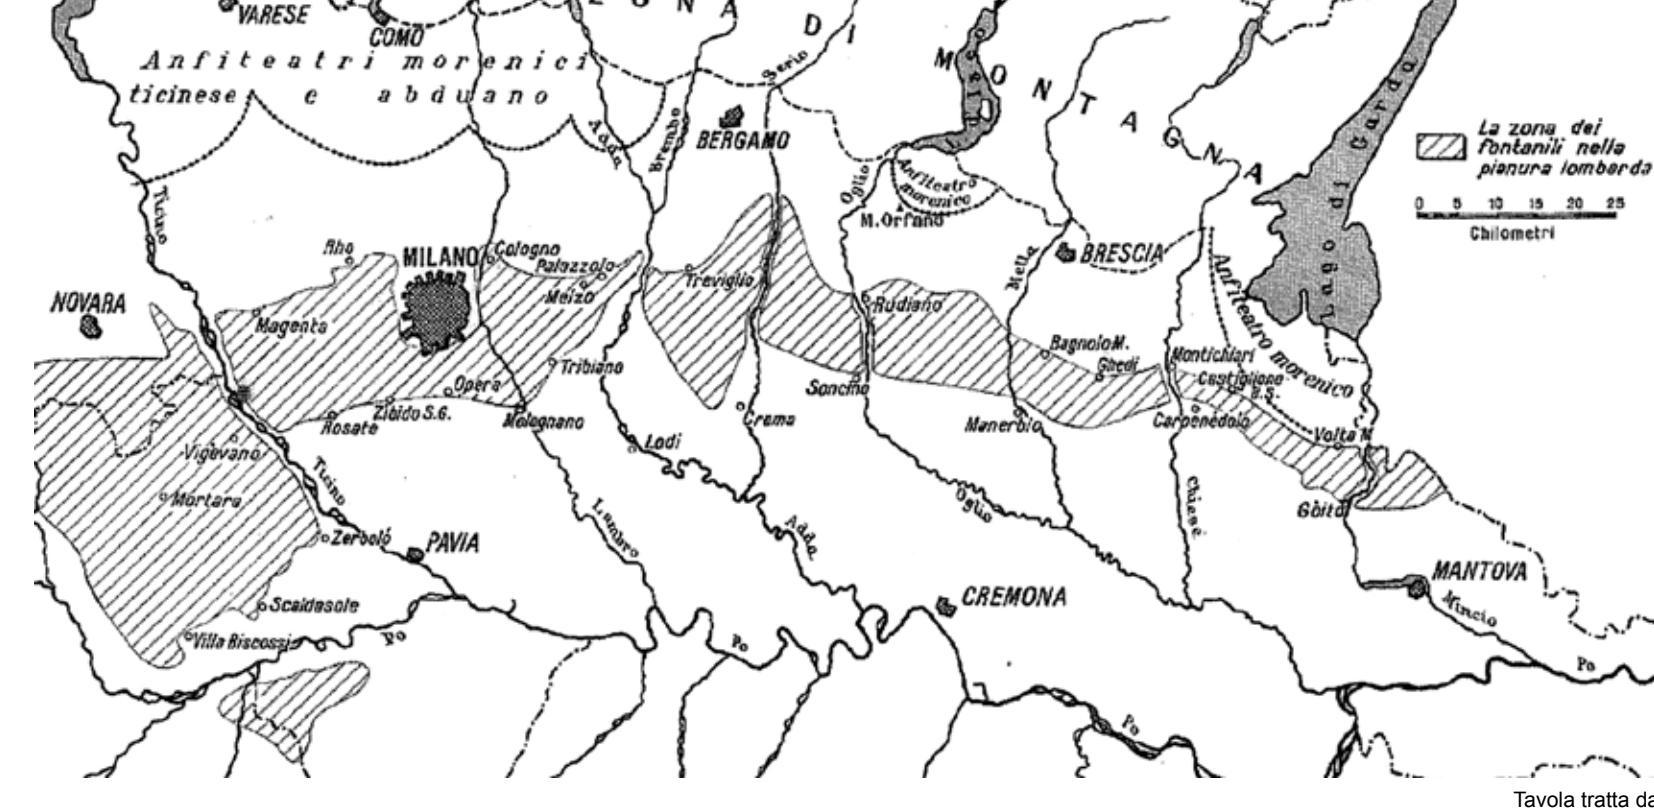 VARESE
COMO
ZONA DI MONTAGNA
Anfiteatri morenici
ticinese e abduano
BERGAMO
Serio
Adda
Brembo
Iseo
Oglio
Anfiteatro
morenico
M. Orfano
Lago di Garda
La zona dei
fontanili nella
pianura lombarda
0 5 10 15 20 25
Chilometri
Ticino
Rho
MILANO
Cologno
Palazzolo
Melzo
Treviglio
Rudiano
Mella
BRESCIA
Anfiteatro morenico
NOVARA
Magenta
Tribiano
Opera
Zibido S.G.
Rosate
Melegnano
Soncino
Crema
Bagnolo M.
Ghedi
Montichiari
Castiglione
d.S.
Carpenedolo
Manerbio
Volta M.
Goito
Vigevano
Mortara
Ticino
Lodi
Lambro
Adda
Oglio
Chiese
Zerbolò
PAVIA
Scaldasole
Villa Biscossi
Po
CREMONA
MANTOVA
Mincio
Po
Po
Po
Tavola tratta da